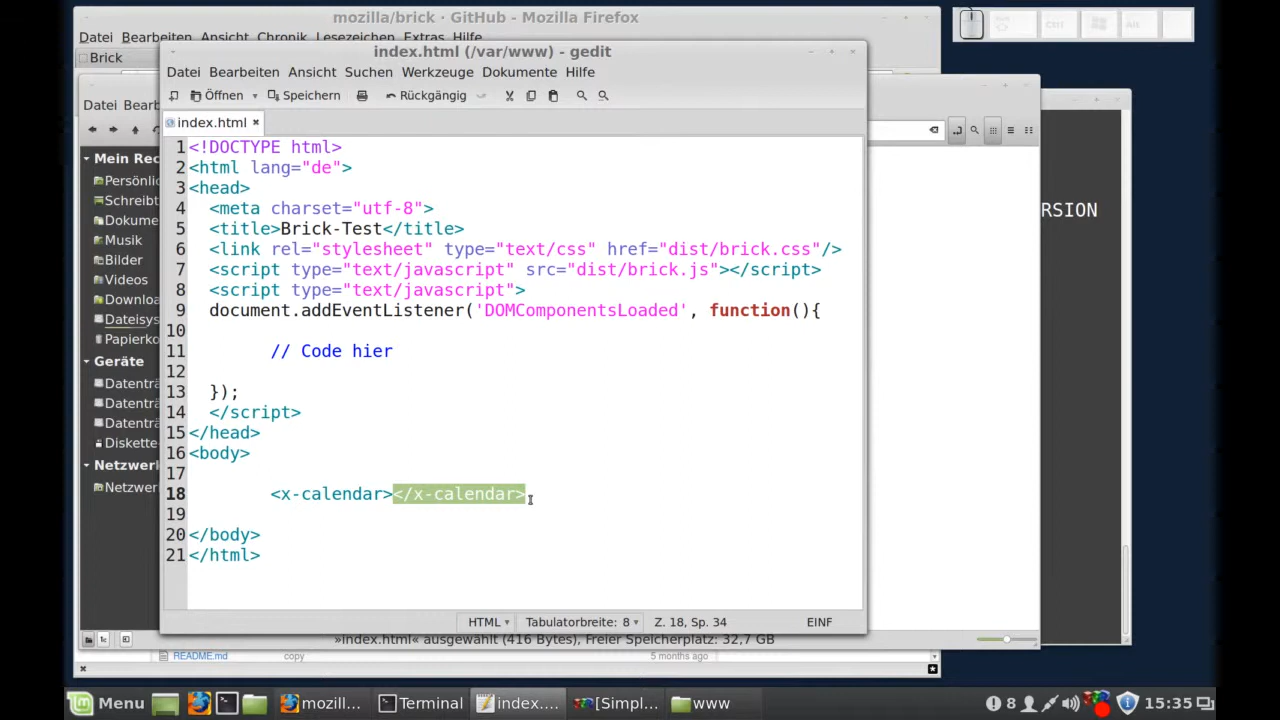 mozilla/brick · GitHub - Mozilla Firefox
Datei Bearbeiten Ansicht Chronik Lesezeichen Extras Hilfe
Brick
Ctrl Alt
index.html (/var/www) - gedit
Datei Bearbeiten Ansicht Suchen Werkzeuge Dokumente Hilfe
Öffnen Speichern Rückgängig
index.html
Datei Bearb
1 <!DOCTYPE html>
2 <html lang="de">
3 <head>
4 <meta charset="utf-8">
5 <title>Brick-Test</title>
6 <link rel="stylesheet" type="text/css" href="dist/brick.css"/>
7 <script type="text/javascript" src="dist/brick.js"></script>
8 <script type="text/javascript">
9 document.addEventListener('DOMComponentsLoaded', function(){
10
11 // Code hier
12
13 });
14 </script>
15 </head>
16 <body>
17
18 <x-calendar></x-calendar>
19
20 </body>
21 </html>
Mein Rec
Persönlic
Schreibt
Dokume
Musik
Bilder
Videos
Downloa
Dateisys
Papierko
Geräte
Datenträ
Datenträ
Datenträ
Diskette
Netzwerk
Netzwer
RSION
HTML Tabulatorbreite: 8 Z. 18, Sp. 34 EINF
»index.html« ausgewählt (416 Bytes), Freier Speicherplatz: 32,7 GB
README.md copy 5 months ago
Menu mozill... Terminal index.... [Simpl... www 8 15:35